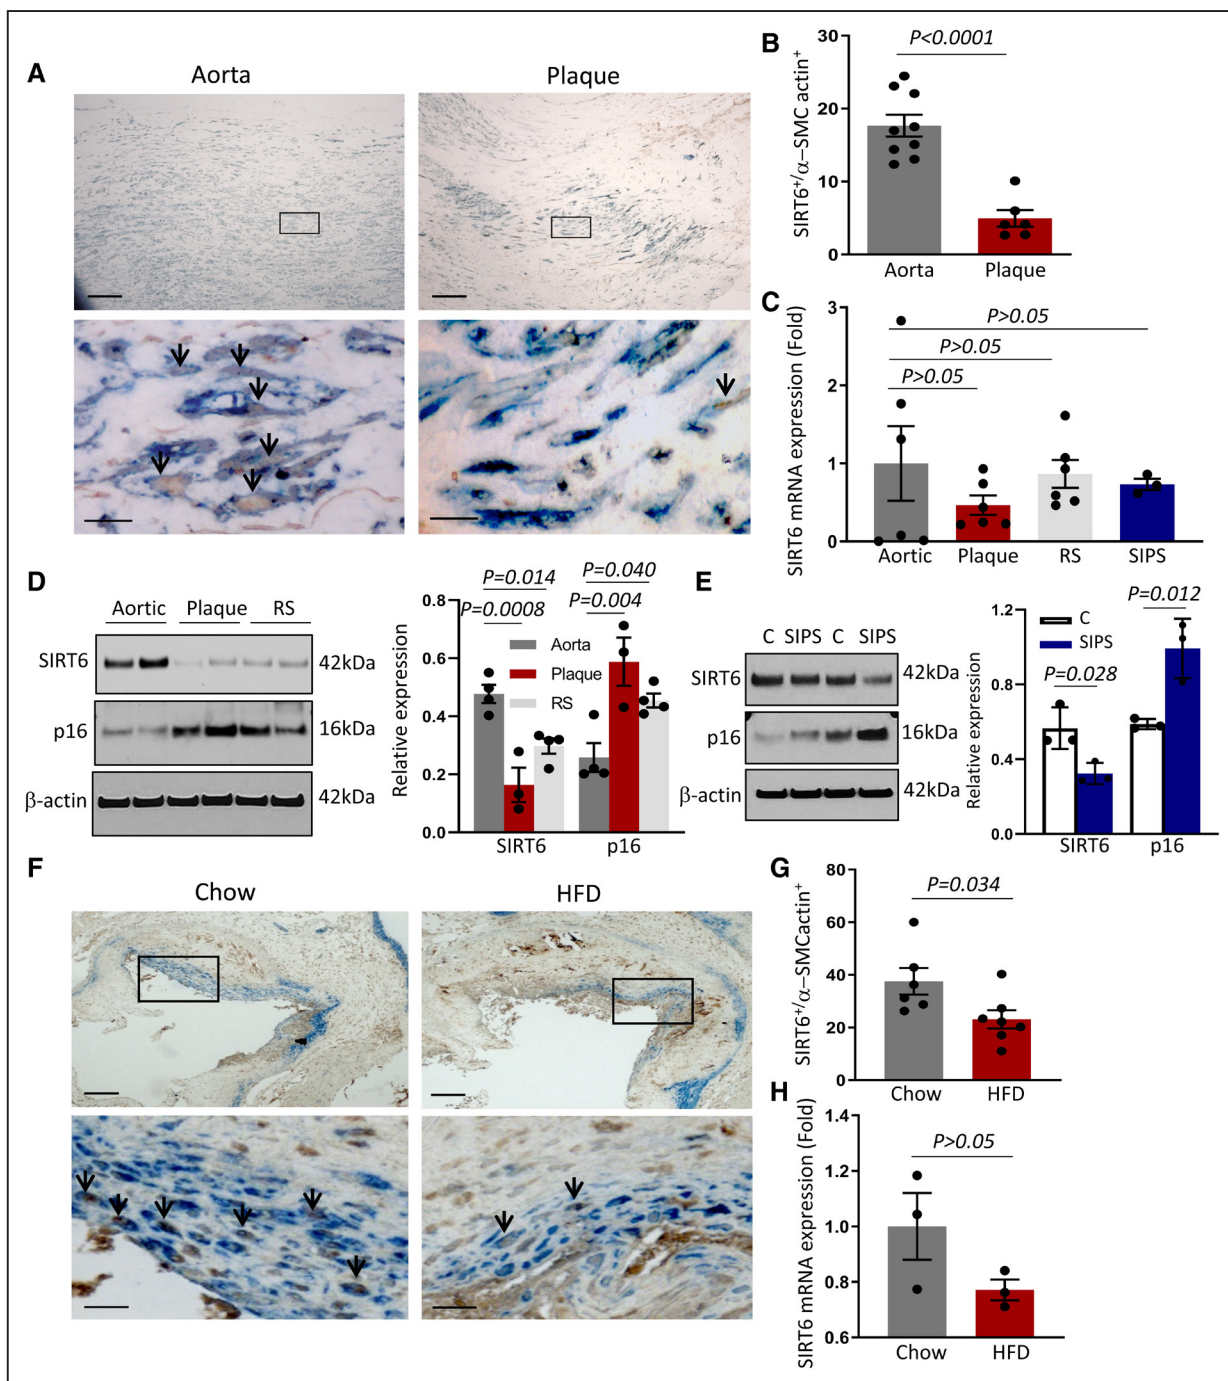 A
Aorta
Plaque
B
SIRT6⁺/α–SMC actin⁺
30
20
10
0
P<0.0001
Aorta
Plaque
C
SIRT6 mRNA expression (Fold)
3
2
1
0
P>0.05
P>0.05
P>0.05
Aortic
Plaque
RS
SIPS
D
Aortic
Plaque
RS
SIRT6
42kDa
p16
16kDa
β-actin
42kDa
Relative expression
0.8
0.6
0.4
0.2
0.0
P=0.014
P=0.0008
P=0.040
P=0.004
Aorta
Plaque
RS
SIRT6
p16
E
C SIPS C SIPS
SIRT6
42kDa
p16
16kDa
β-actin
42kDa
Relative expression
1.2
0.8
0.4
0.0
C
SIPS
P=0.012
P=0.028
SIRT6
p16
F
Chow
HFD
G
SIRT6⁺/α–SMCactin⁺
80
60
40
20
0
P=0.034
Chow
HFD
H
SIRT6 mRNA expression (Fold)
1.4
1.2
1.0
0.8
0.6
P>0.05
Chow
HFD